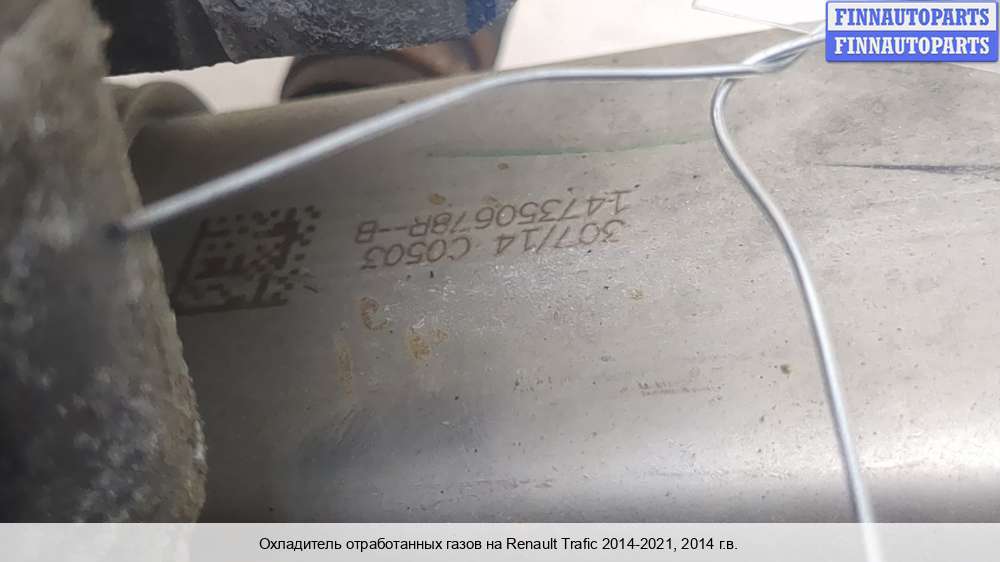 FINNAUTOPARTS
FINNAUTOPARTS
307/14 C0503
147350678R--B
Охладитель отработанных газов на Renault Trafic 2014-2021, 2014 г.в.